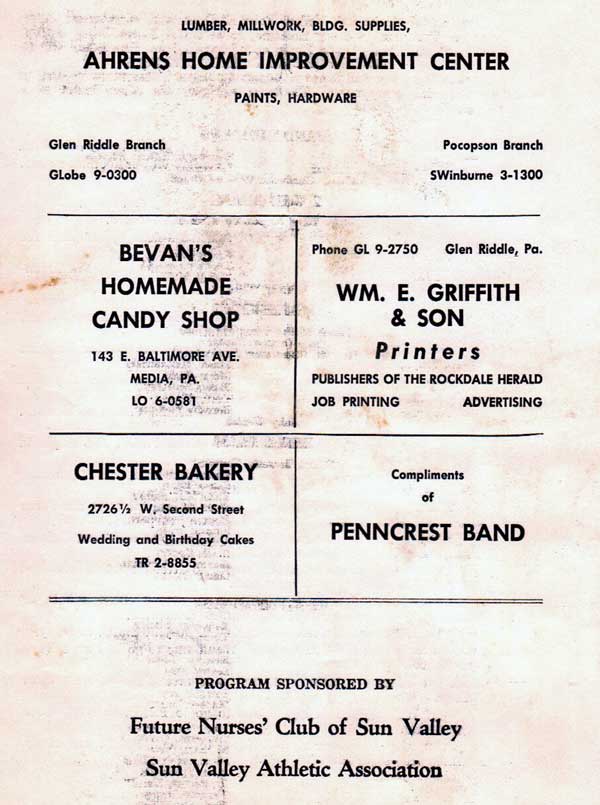 LUMBER, MILLWORK, BLDG. SUPPLIES,
AHRENS HOME IMPROVEMENT CENTER
PAINTS, HARDWARE
Glen Riddle Branch
GLobe 9-0300
Pocopson Branch
SWinburne 3-1300
BEVAN'S
HOMEMADE
CANDY SHOP
143 E. BALTIMORE AVE.
MEDIA, PA.
LO 6-0581
Phone GL 9-2750 Glen Riddle, Pa.
WM. E. GRIFFITH
& SON
Printers
PUBLISHERS OF THE ROCKDALE HERALD
JOB PRINTING ADVERTISING
CHESTER BAKERY
2726½ W. Second Street
Wedding and Birthday Cakes
TR 2-8855
Compliments
of
PENNCREST BAND
PROGRAM SPONSORED BY
Future Nurses' Club of Sun Valley
Sun Valley Athletic Association